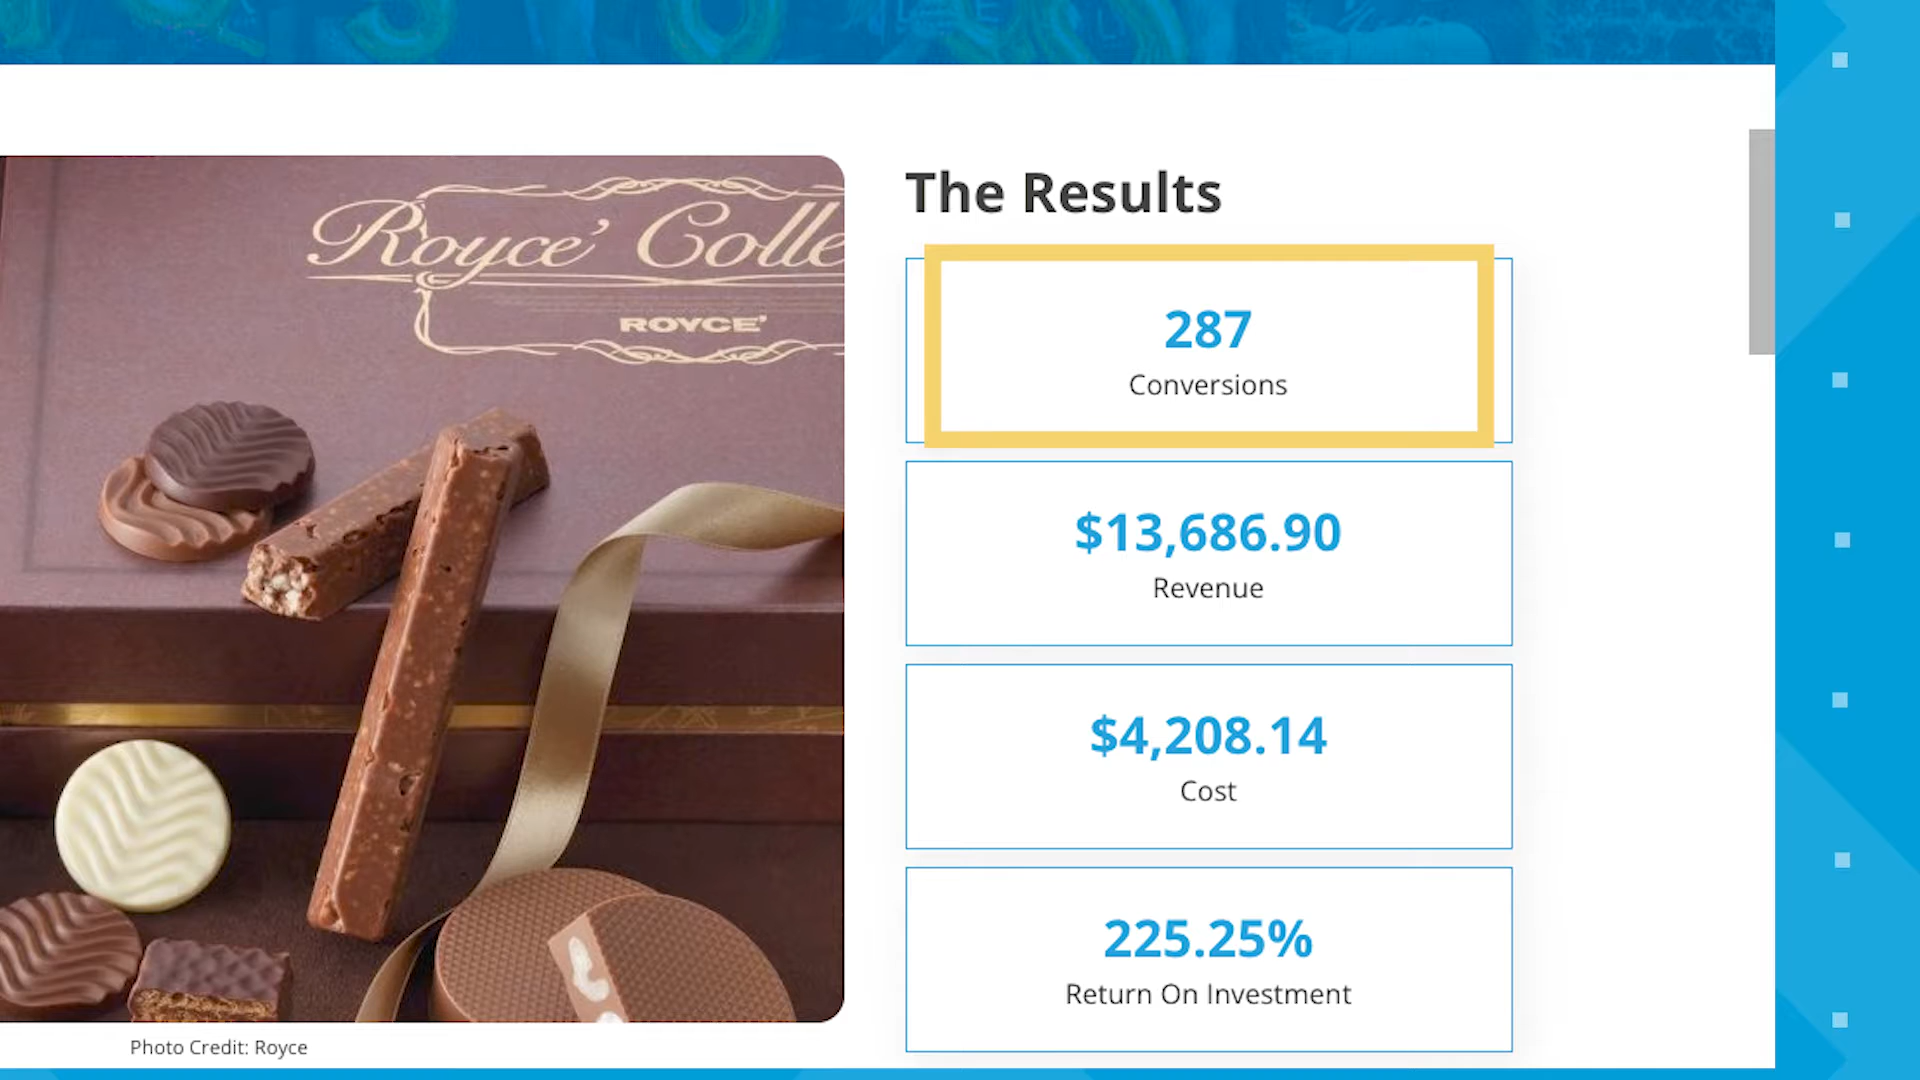 Royce' Colle
ROYCE'
Photo Credit: Royce
The Results
287
Conversions
$13,686.90
Revenue
$4,208.14
Cost
225.25%
Return On Investment